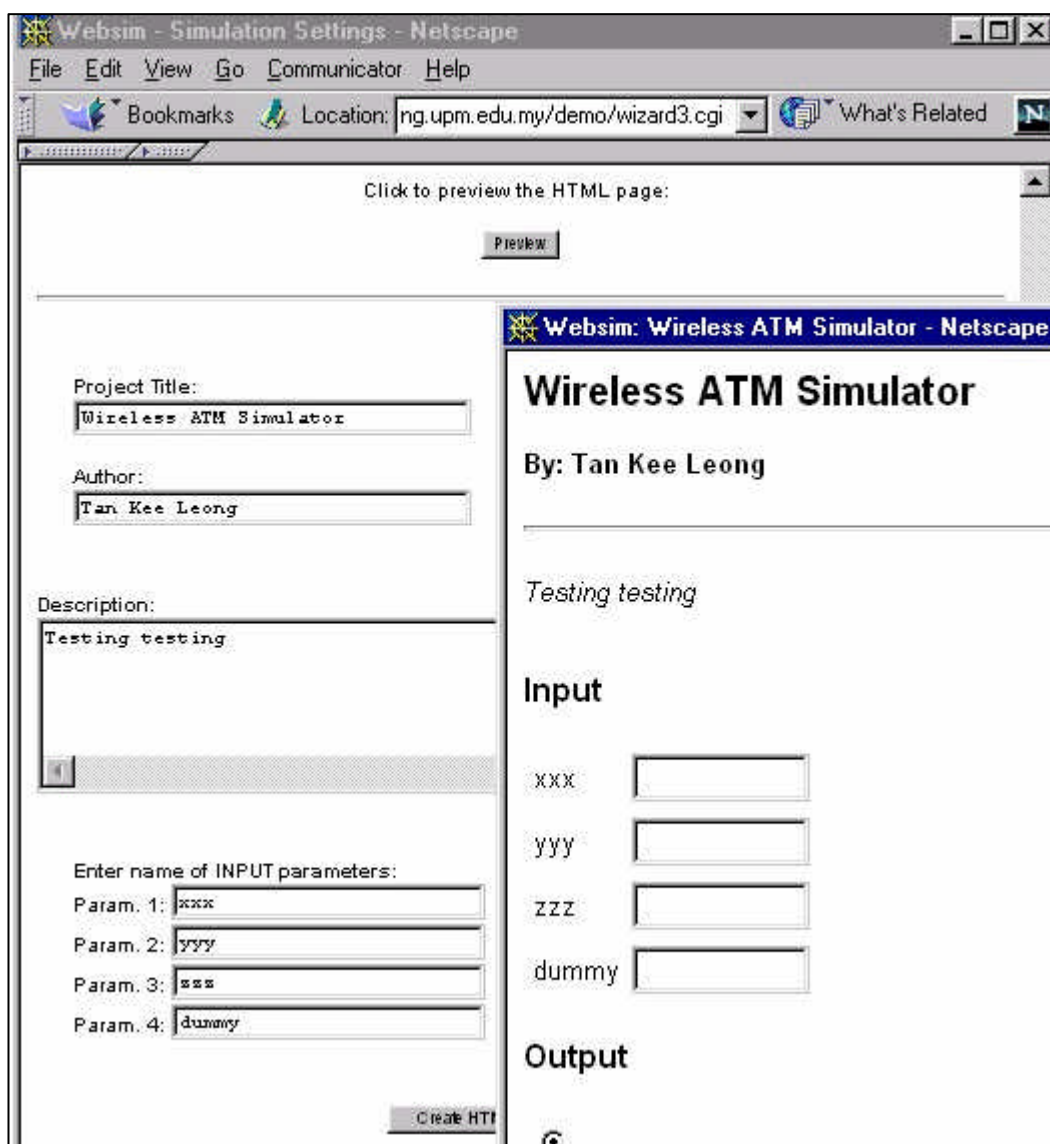 Websim - Simulation Settings - Netscape
File Edit View Go Communicator Help
Bookmarks Location: ng.upm.edu.my/demo/wizard3.cgi What's Related N
Click to preview the HTML page:
Preview
Project Title:
Wireless ATM Simulator
Author:
Tan Kee Leong
Description:
Testing testing
Enter name of INPUT parameters:
Param. 1: xxx
Param. 2: yyy
Param. 3: zzz
Param. 4: dummy
Create HT
Websim: Wireless ATM Simulator - Netscape
Wireless ATM Simulator
By: Tan Kee Leong
Testing testing
Input
xxx
yyy
zzz
dummy
Output